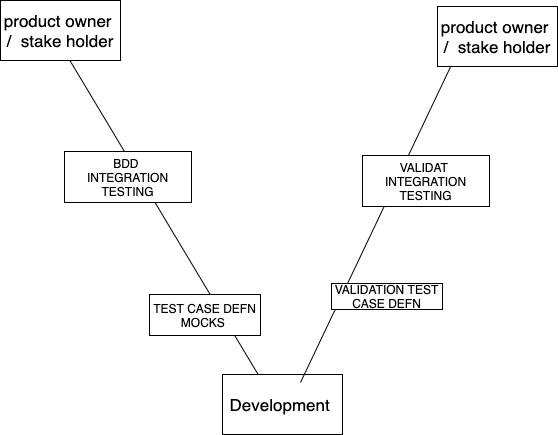 product owner
/ stake holder
product owner
/ stake holder
BDD
INTEGRATION
TESTING
VALIDAT
INTEGRATION
TESTING
TEST CASE DEFN
MOCKS
VALIDATION TEST
CASE DEFN
Development